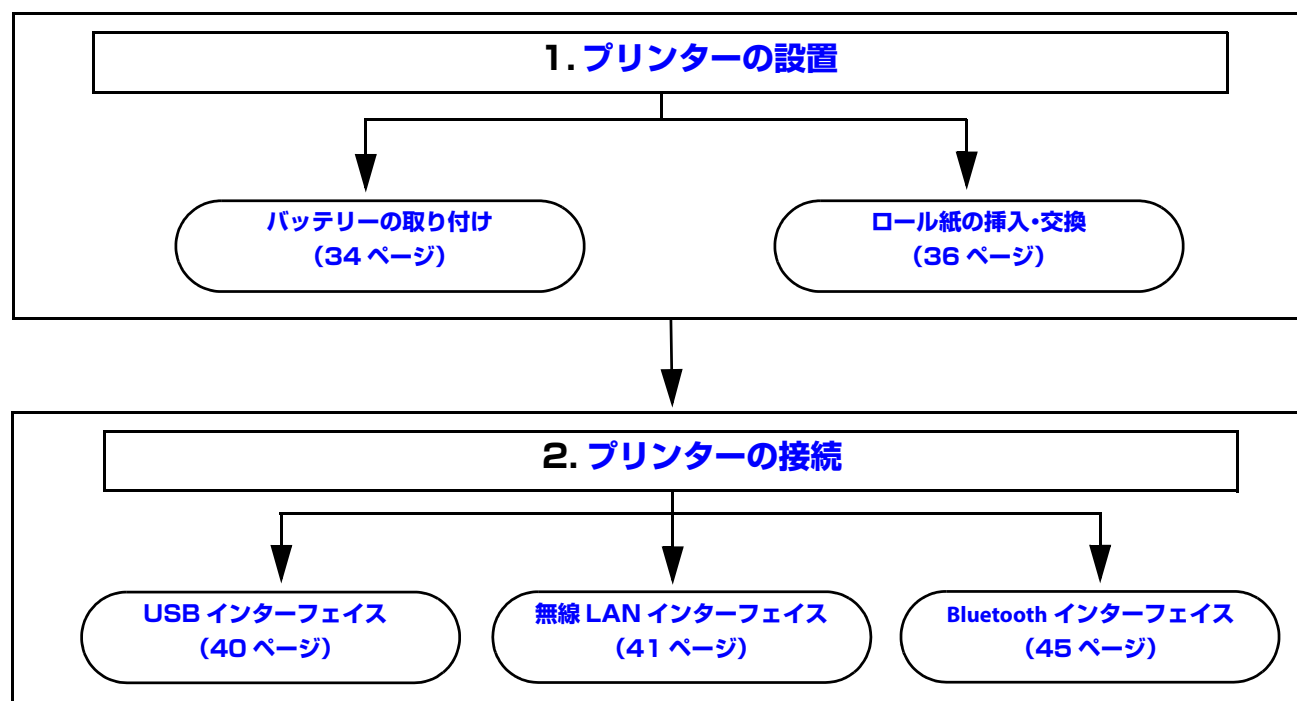 1. プリンターの設置
バッテリーの取り付け
（34 ページ）
ロール紙の挿入・交換
（36 ページ）
2. プリンターの接続
USB インターフェイス
（40 ページ）
無線 LAN インターフェイス
（41 ページ）
Bluetooth インターフェイス
（45 ページ）